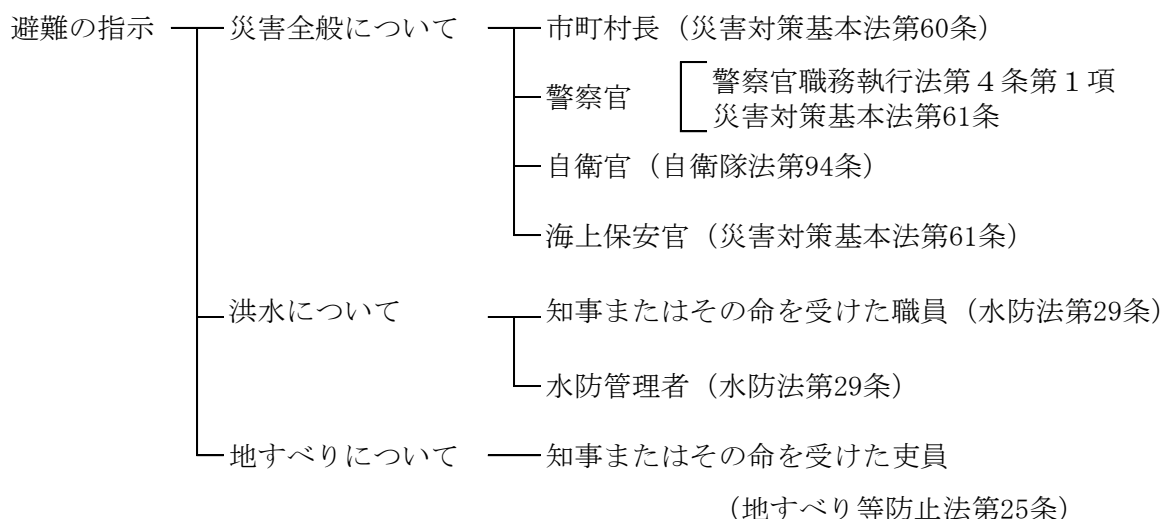 避難の指示 災害全般について 市町村長（災害対策基本法第60条）
警察官 警察官職務執行法第４条第１項
災害対策基本法第61条
自衛官（自衛隊法第94条）
海上保安官（災害対策基本法第61条）
洪水について 知事またはその命を受けた職員（水防法第29条）
水防管理者（水防法第29条）
地すべりについて 知事またはその命を受けた吏員
（地すべり等防止法第25条）